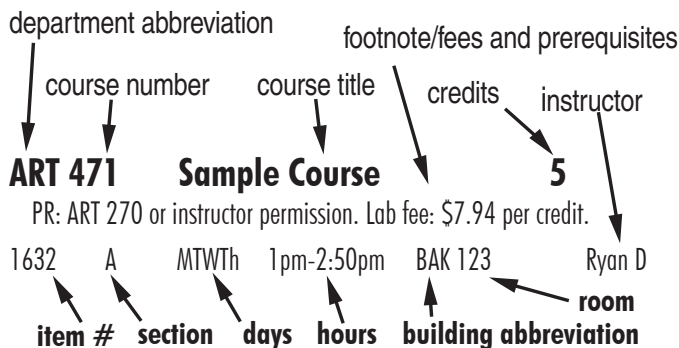 department abbreviation
footnote/fees and prerequisites
course number course title credits instructor
ART 471 Sample Course 5
PR: ART 270 or instructor permission. Lab fee: $7.94 per credit.
1632 A MTWTh 1pm-2:50pm BAK 123 Ryan D
room
item # section days hours building abbreviation